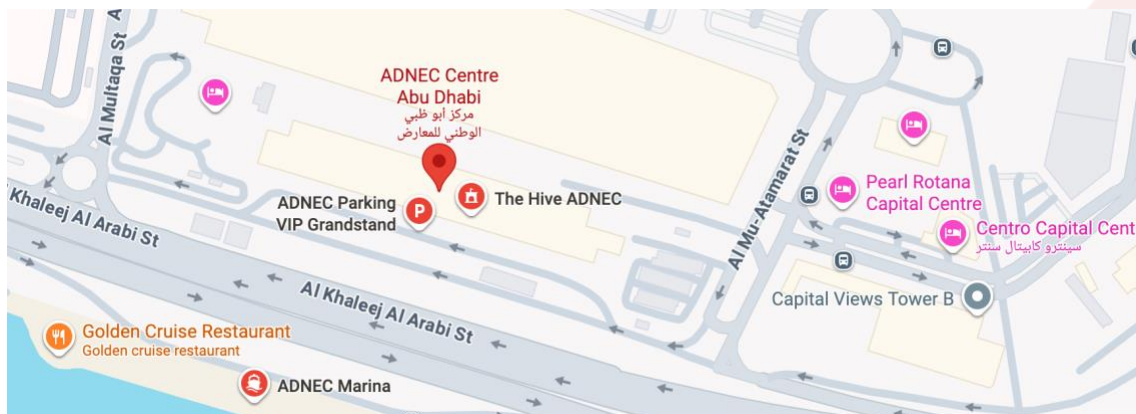 Al Multaqa St
ADNEC Centre
Abu Dhabi
مركز أبو ظبي
الوطني للمعارض
ADNEC Parking
VIP Grandstand
P
The Hive ADNEC
Al Mu-Atamarat St
Pearl Rotana
Capital Centre
Centro Capital Cent
سينترو كابيتال سنتر
Capital Views Tower B
Khaleej Al Arabi St
Al Khaleej Al Arabi St
Golden Cruise Restaurant
Golden cruise restaurant
ADNEC Marina